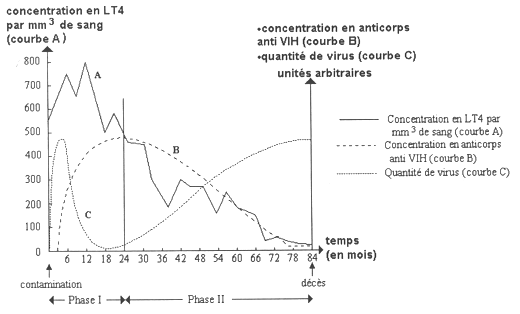 concentration en LT4
par mm³ de sang
(courbe A)
•concentration en anticorps
anti VIH (courbe B)
•quantité de virus (courbe C)
unités arbitraires
800
700
600
500
400
300
200
100
0
A
B
C
Concentration en LT4 par
mm³ de sang (courbe A)
Concentration en anticorps
anti VIH (courbe B)
Quantité de virus (courbe C)
6 12 18 24 30 36 42 48 54 60 66 72 78 84
temps
(en mois)
contamination
décès
Phase I
Phase II